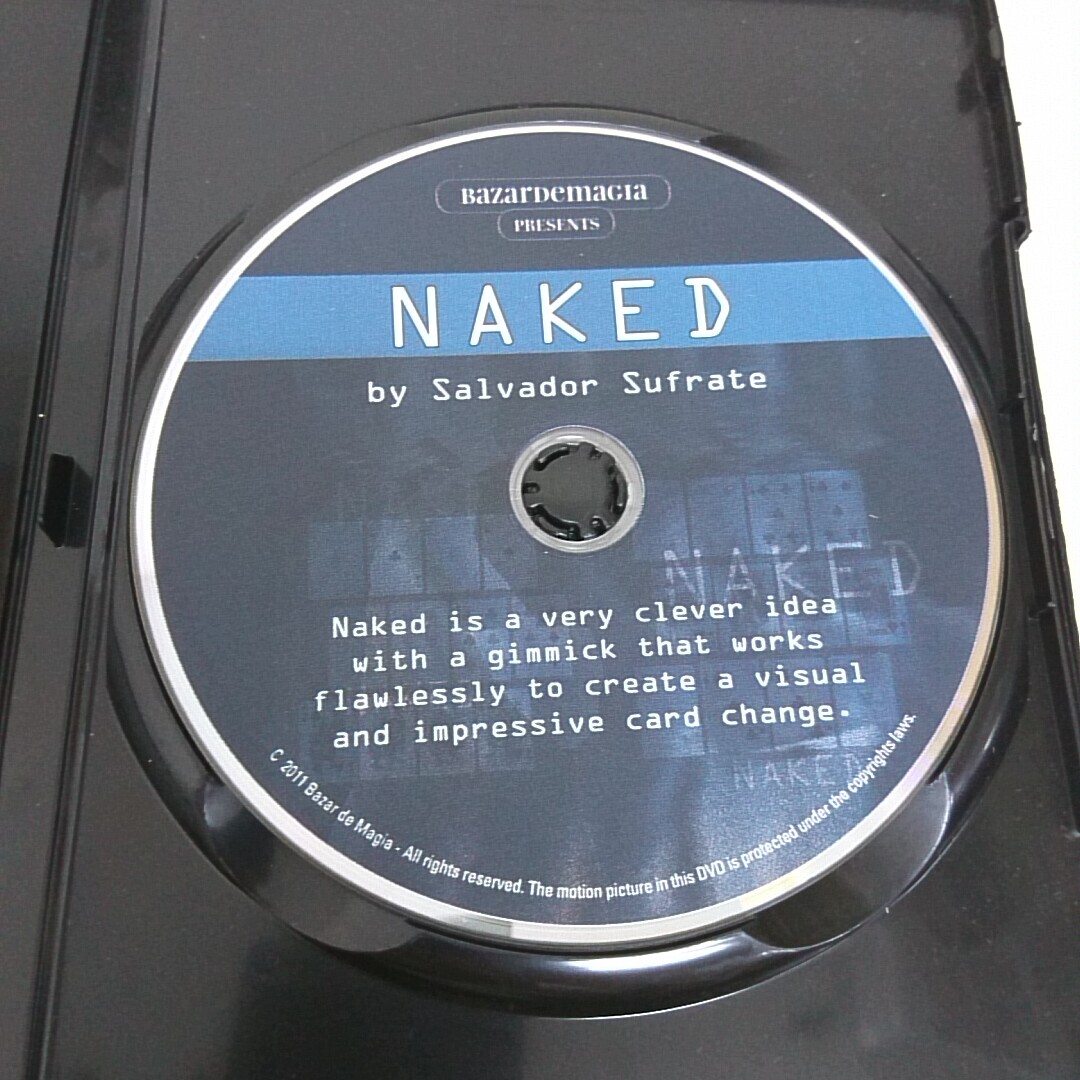 BAZARDEMAGIA
PRESENTS
NAKED
by Salvador Sufrate
NAKED
Naked is a very clever idea
with a gimmick that works
flawlessly to create a visual
and impressive card change.
NAKED
C 2011 Bazar de Magia - All rights reserved. The motion picture in this DVD is protected under the copyrights laws.